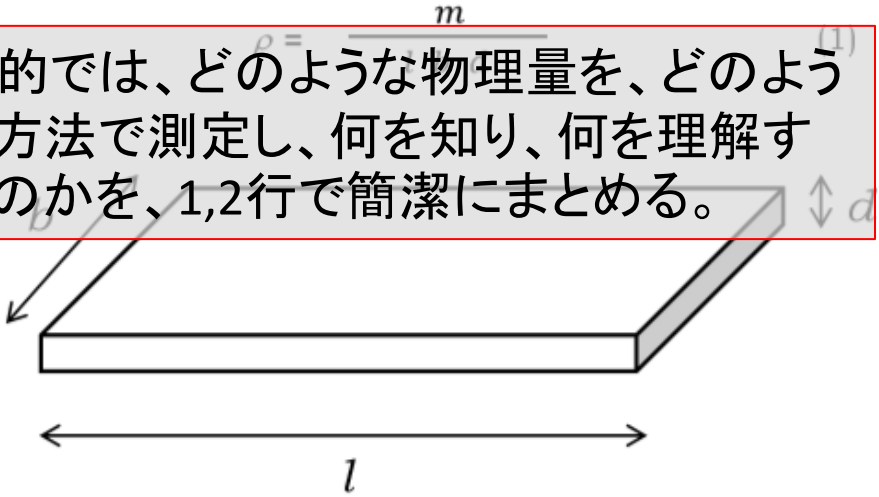 m
ρ =
l b d
(1)
的では、どのような物理量を、どのよう
方法で測定し、何を知り、何を理解す
のかを、1,2行で簡潔にまとめる。
b
d
l